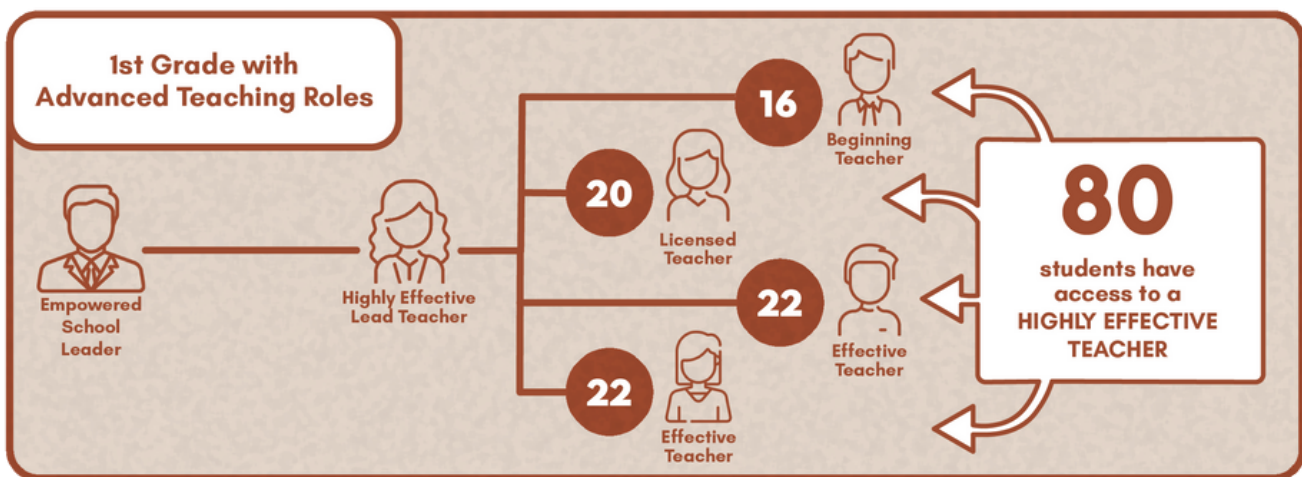 1st Grade with
Advanced Teaching Roles
Empowered
School
Leader
Highly Effective
Lead Teacher
16
Beginning
Teacher
20
Licensed
Teacher
22
Effective
Teacher
22
Effective
Teacher
80
students have
access to a
HIGHLY EFFECTIVE
TEACHER